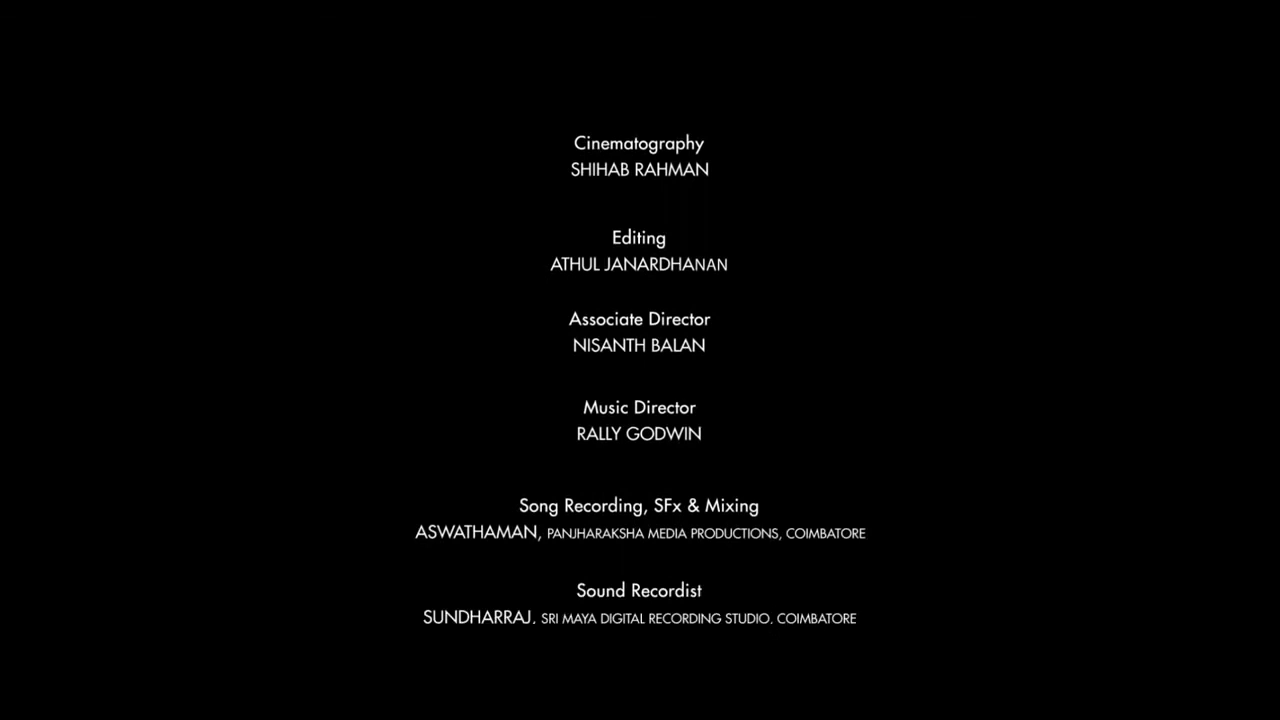 Cinematography
SHIHAB RAHMAN
Editing
ATHUL JANARDHANAN
Associate Director
NISANTH BALAN
Music Director
RALLY GODWIN
Song Recording, SFx & Mixing
ASWATHAMAN, PANJHARAKSHA MEDIA PRODUCTIONS, COIMBATORE
Sound Recordist
SUNDHARRAJ, SRI MAYA DIGITAL RECORDING STUDIO, COIMBATORE